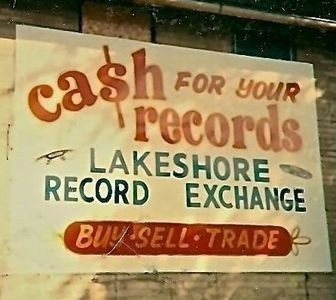 ca$h FOR YOUR
records
LAKESHORE
RECORD EXCHANGE
BUY·SELL·TRADE